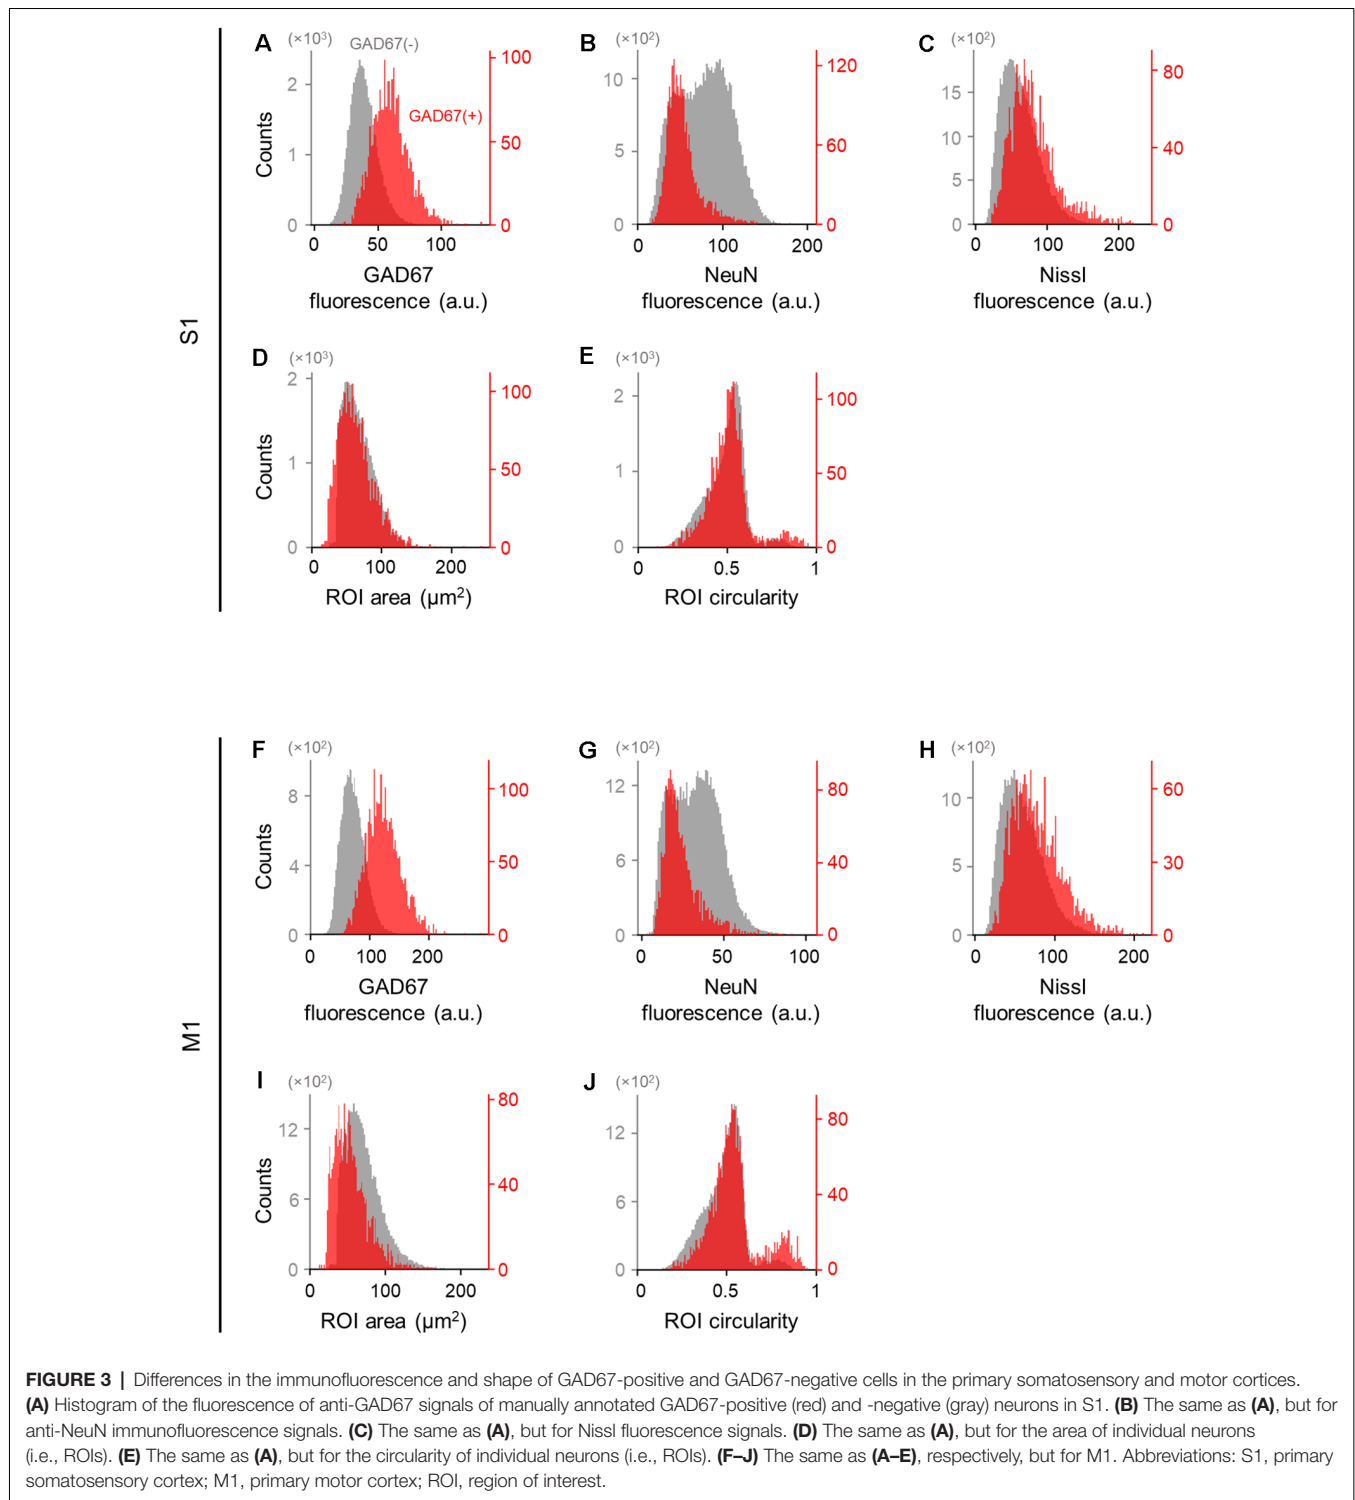 S1
A
(×10³)
GAD67(-)
GAD67(+)
Counts
2
1
0
100
50
0
0 50 100
GAD67
fluorescence (a.u.)
B
(×10²)
10
5
0
120
60
0
0 100 200
NeuN
fluorescence (a.u.)
C
(×10²)
15
10
5
0
80
40
0
0 100 200
Nissl
fluorescence (a.u.)
D
(×10³)
Counts
2
1
0
100
50
0
0 100 200
ROI area (μm²)
E
(×10³)
2
1
0
100
50
0
0 0.5 1
ROI circularity
M1
F
(×10²)
Counts
8
4
0
100
50
0
0 100 200
GAD67
fluorescence (a.u.)
G
(×10²)
12
6
0
80
40
0
0 50 100
NeuN
fluorescence (a.u.)
H
(×10²)
10
5
0
60
30
0
0 100 200
Nissl
fluorescence (a.u.)
I
(×10²)
Counts
12
6
0
80
40
0
0 100 200
ROI area (μm²)
J
(×10²)
12
6
0
80
40
0
0 0.5 1
ROI circularity
FIGURE 3 | Differences in the immunofluorescence and shape of GAD67-positive and GAD67-negative cells in the primary somatosensory and motor cortices.
(A) Histogram of the fluorescence of anti-GAD67 signals of manually annotated GAD67-positive (red) and -negative (gray) neurons in S1. (B) The same as (A), but for
anti-NeuN immunofluorescence signals. (C) The same as (A), but for Nissl fluorescence signals. (D) The same as (A), but for the area of individual neurons
(i.e., ROIs). (E) The same as (A), but for the circularity of individual neurons (i.e., ROIs). (F–J) The same as (A–E), respectively, but for M1. Abbreviations: S1, primary
somatosensory cortex; M1, primary motor cortex; ROI, region of interest.